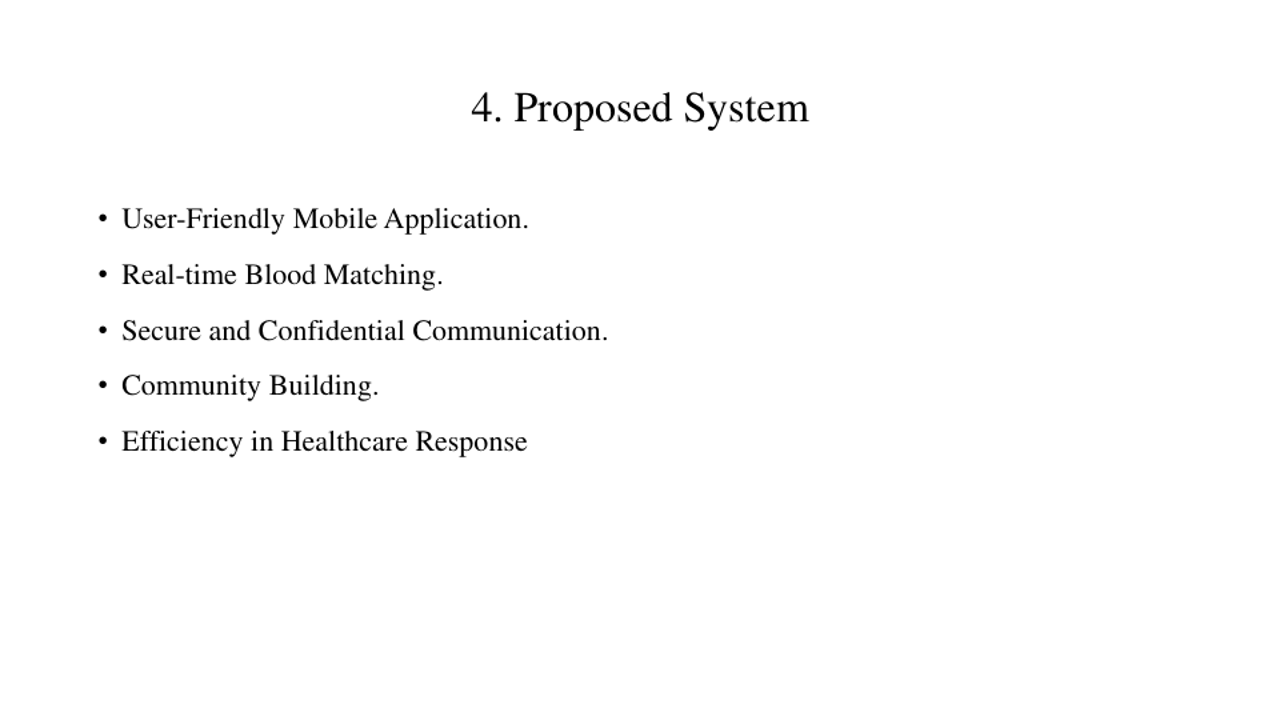 4. Proposed System
• User-Friendly Mobile Application.
• Real-time Blood Matching.
• Secure and Confidential Communication.
• Community Building.
• Efficiency in Healthcare Response